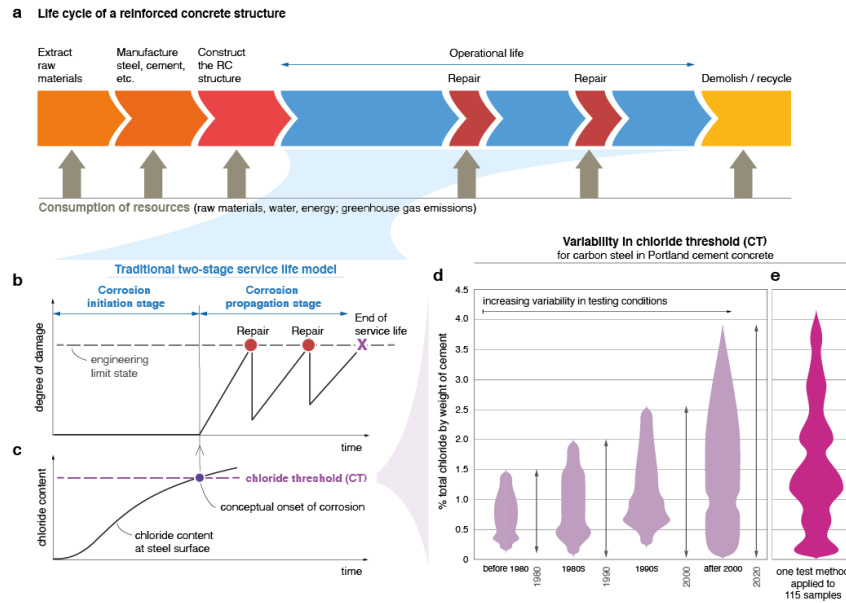 a Life cycle of a reinforced concrete structure
Extract
raw
materials
Manufacture
steel, cement,
etc.
Construct
the RC
structure
Operational life
Repair
Repair
Demolish / recycle
Consumption of resources (raw materials, water, energy; greenhouse gas emissions)
b
Traditional two-stage service life model
Corrosion
initiation stage
Corrosion
propagation stage
degree of damage
engineering
limit state
Repair
Repair
End of
service life
X
time
c
chloride content
chloride threshold (CT)
conceptual onset of corrosion
chloride content
at steel surface
time
Variability in chloride threshold (CT)
for carbon steel in Portland cement concrete
d
% total chloride by weight of cement
4.5
4.0
3.5
3.0
2.5
2.0
1.5
1.0
0.5
0
increasing variability in testing conditions
before 1980
1980
1980S
1990
1990S
2000
after 2000
2020
e
one test method
applied to
115 samples